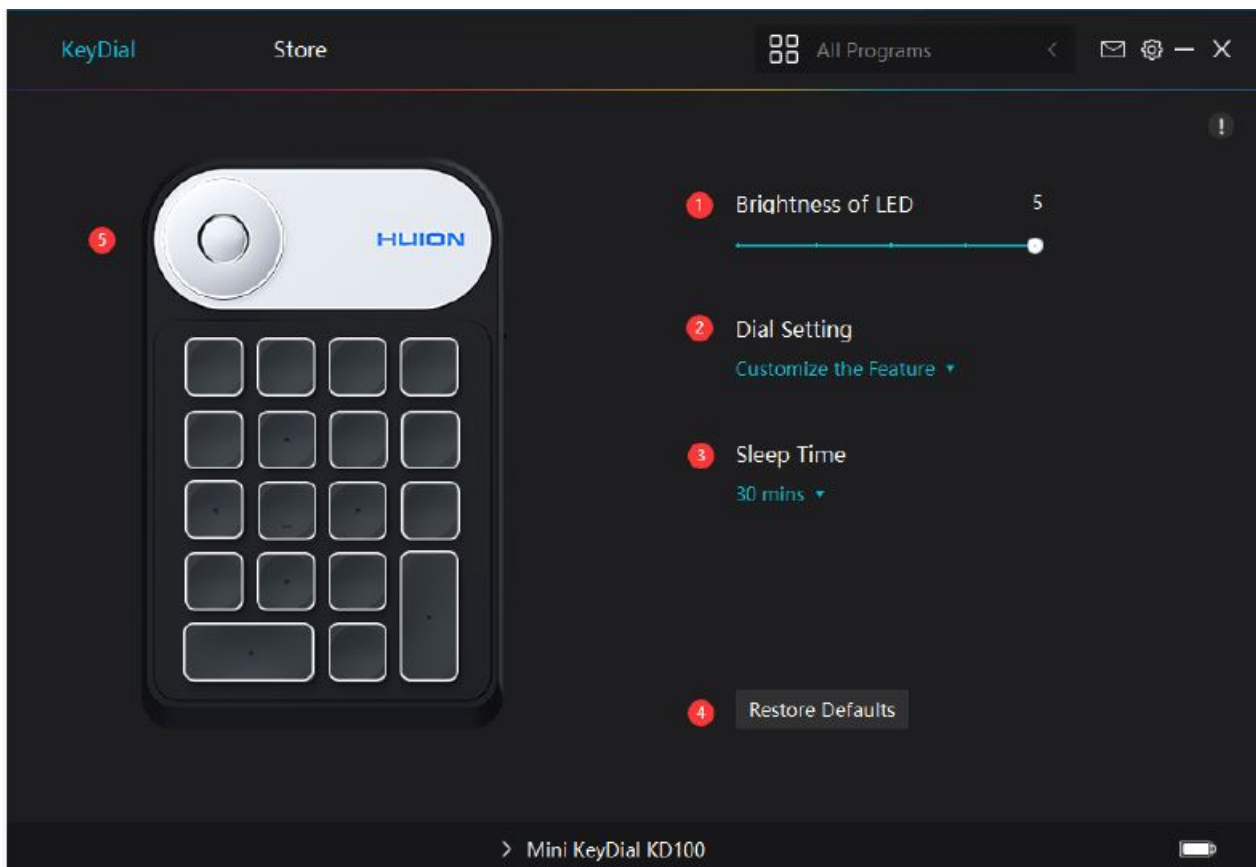 KeyDial Store All Programs
!
5 HUION
1 Brightness of LED 5
2 Dial Setting
Customize the Feature
3 Sleep Time
30 mins
4 Restore Defaults
Mini KeyDial KD100